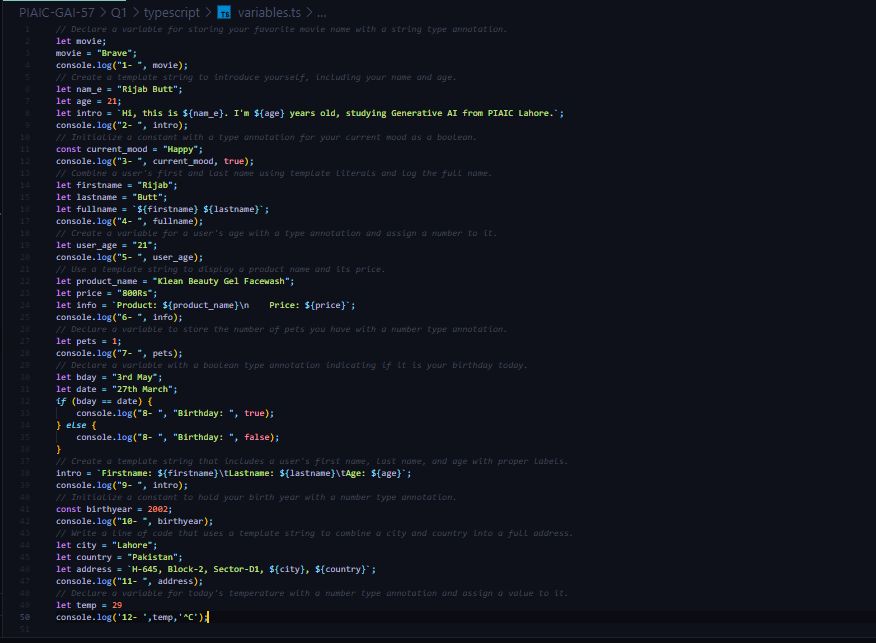 PIAIC-GAI-57 > Q1 > typescript > TS variables.ts > ...
1 // Declare a variable for storing your favorite movie name with a string type annotation.
2 let movie;
3 movie = "Brave";
4 console.log("1- ", movie);
5 // Create a template string to introduce yourself, including your name and age.
6 let nam_e = "Rijab Butt";
7 let age = 21;
8 let intro = `Hi, this is ${nam_e}. I'm ${age} years old, studying Generative AI from PIAIC Lahore.`;
9 console.log("2- ", intro);
10 // Initialize a constant with a type annotation for your current mood as a boolean.
11 const current_mood = "Happy";
12 console.log("3- ", current_mood, true);
13 // Combine a user's first and last name using template literals and log the full name.
14 let firstname = "Rijab";
15 let lastname = "Butt";
16 let fullname = `${firstname} ${lastname}`;
17 console.log("4- ", fullname);
18 // Create a variable for a user's age with a type annotation and assign a number to it.
19 let user_age = "21";
20 console.log("5- ", user_age);
21 // Use a template string to display a product name and its price.
22 let product_name = "Klean Beauty Gel Facewash";
23 let price = "800Rs";
24 let info = `Product: ${product_name}\n    Price: ${price}`;
25 console.log("6- ", info);
26 // Declare a variable to store the number of pets you have with a number type annotation.
27 let pets = 1;
28 console.log("7- ", pets);
29 // Declare a variable with a boolean type annotation indicating if it is your birthday today.
30 let bday = "3rd May";
31 let date = "27th March";
32 if (bday == date) {
33     console.log("8- ", "Birthday: ", true);
34 } else {
35     console.log("8- ", "Birthday: ", false);
36 }
37 // Create a template string that includes a user's first name, last name, and age with proper labels.
38 intro = `Firstname: ${firstname}\tLastname: ${lastname}\tAge: ${age}`;
39 console.log("9- ", intro);
40 // Initialize a constant to hold your birth year with a number type annotation.
41 const birthyear = 2002;
42 console.log("10- ", birthyear);
43 // Write a line of code that uses a template string to combine a city and country into a full address.
44 let city = "Lahore";
45 let country = "Pakistan";
46 let address = `H-645, Block-2, Sector-D1, ${city}, ${country}`;
47 console.log("11- ", address);
48 // Declare a variable for today's temperature with a number type annotation and assign a value to it.
49 let temp = 29
50 console.log('12- ',temp,'^C');
51